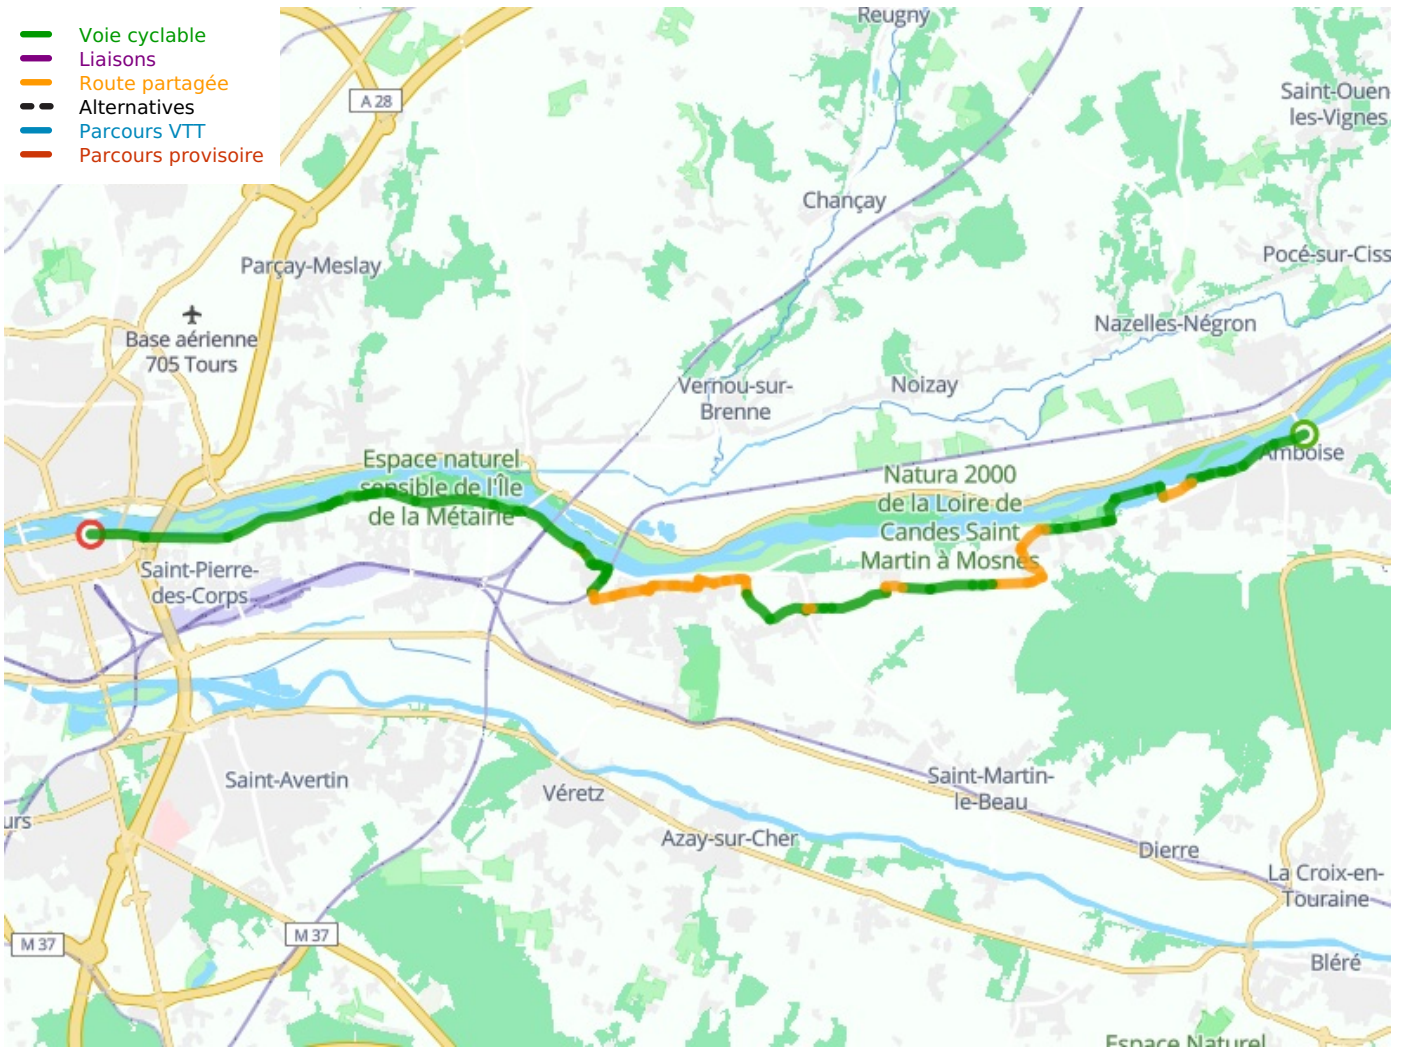 Voie cyclable
Liaisons
Route partagée
Alternatives
Parcours VTT
Parcours provisoire
Reugny
A 28
Saint-Ouen
les-Vignes
Chançay
Parçay-Meslay
Pocé-sur-Ciss
Base aérienne
705 Tours
Nazelles-Négron
Vernou-sur-
Brenne
Noizay
Espace naturel
sensible de l'Île
de la Métairie
Natura 2000
de la Loire de
Candes Saint
Martin à Mosnes
Amboise
Saint-Pierre-
des-Corps
Saint-Avertin
Véretz
Saint-Martin-
le-Beau
urs
Azay-sur-Cher
Dierre
La Croix-en-
Touraine
M 37
M 37
Bléré
Espace Naturel